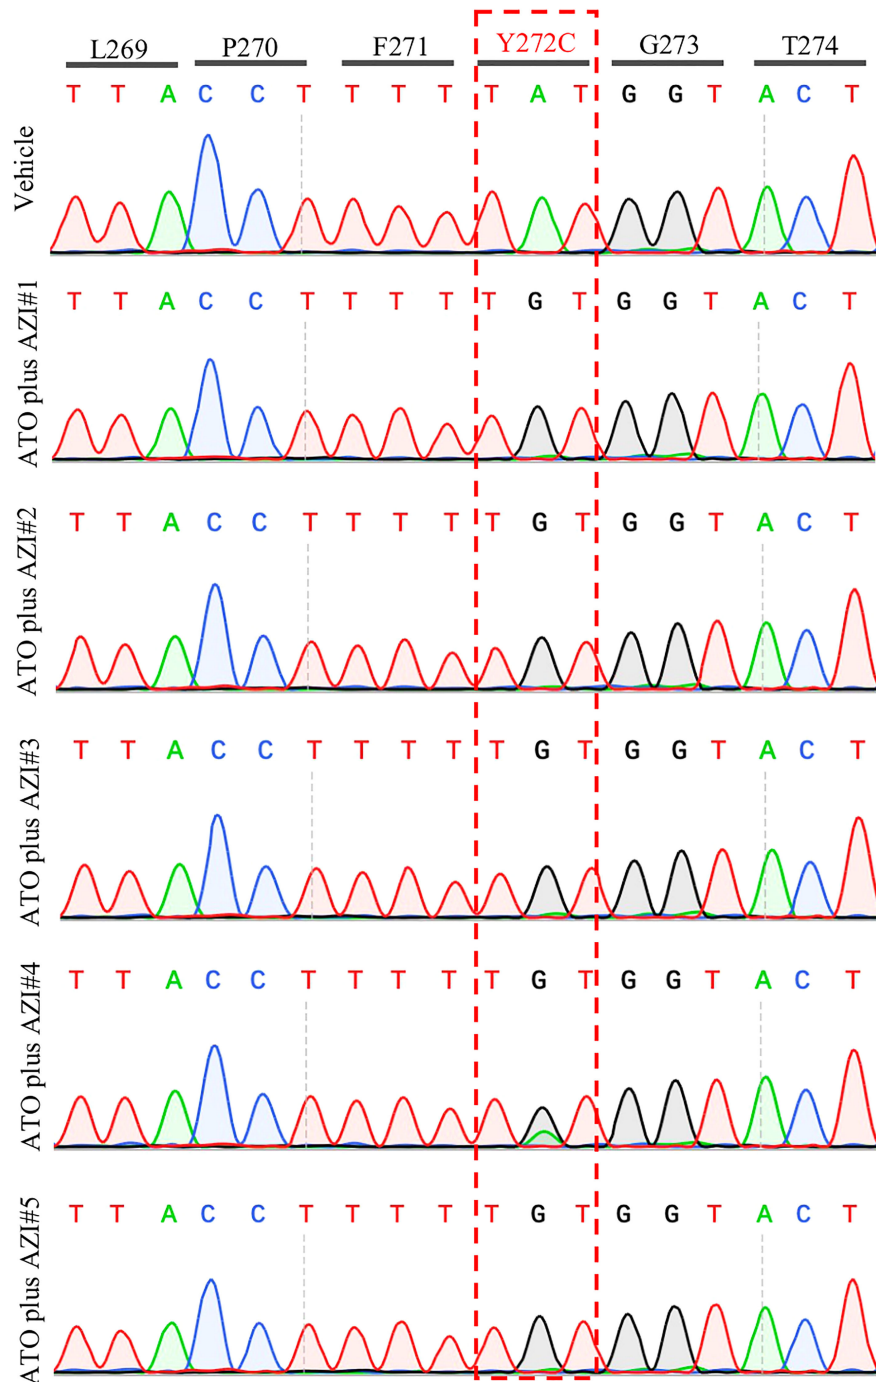 L269 P270 F271 Y272C G273 T274
Vehicle
T T A C C T T T T T A T G G T A C T
ATO plus AZI#1
T T A C C T T T T T G T G G T A C T
ATO plus AZI#2
T T A C C T T T T T G T G G T A C T
ATO plus AZI#3
T T A C C T T T T T G T G G T A C T
ATO plus AZI#4
T T A C C T T T T T G T G G T A C T
ATO plus AZI#5
T T A C C T T T T T G T G G T A C T